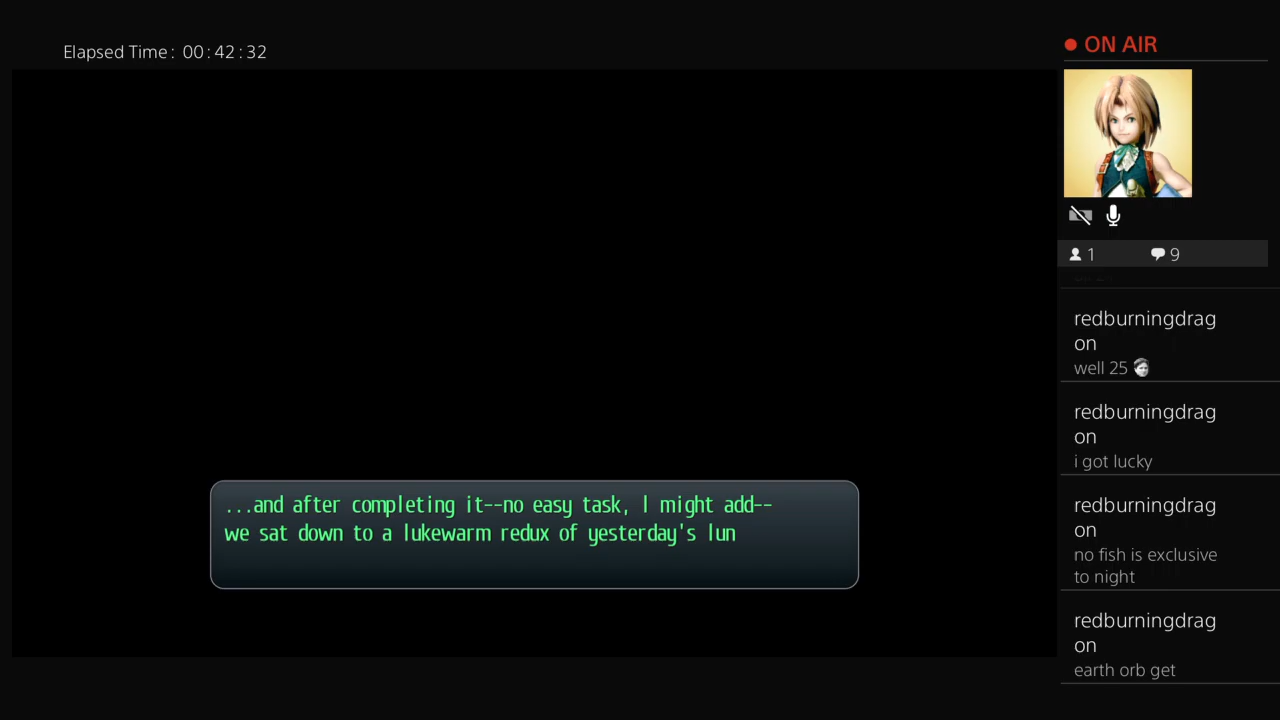 Elapsed Time: 00:42:32
ON AIR
1 9
redburningdrag
on
well 25
redburningdrag
on
i got lucky
redburningdrag
on
no fish is exclusive
to night
redburningdrag
on
earth orb get
...and after completing it--no easy task, I might add--
we sat down to a lukewarm redux of yesterday's lun